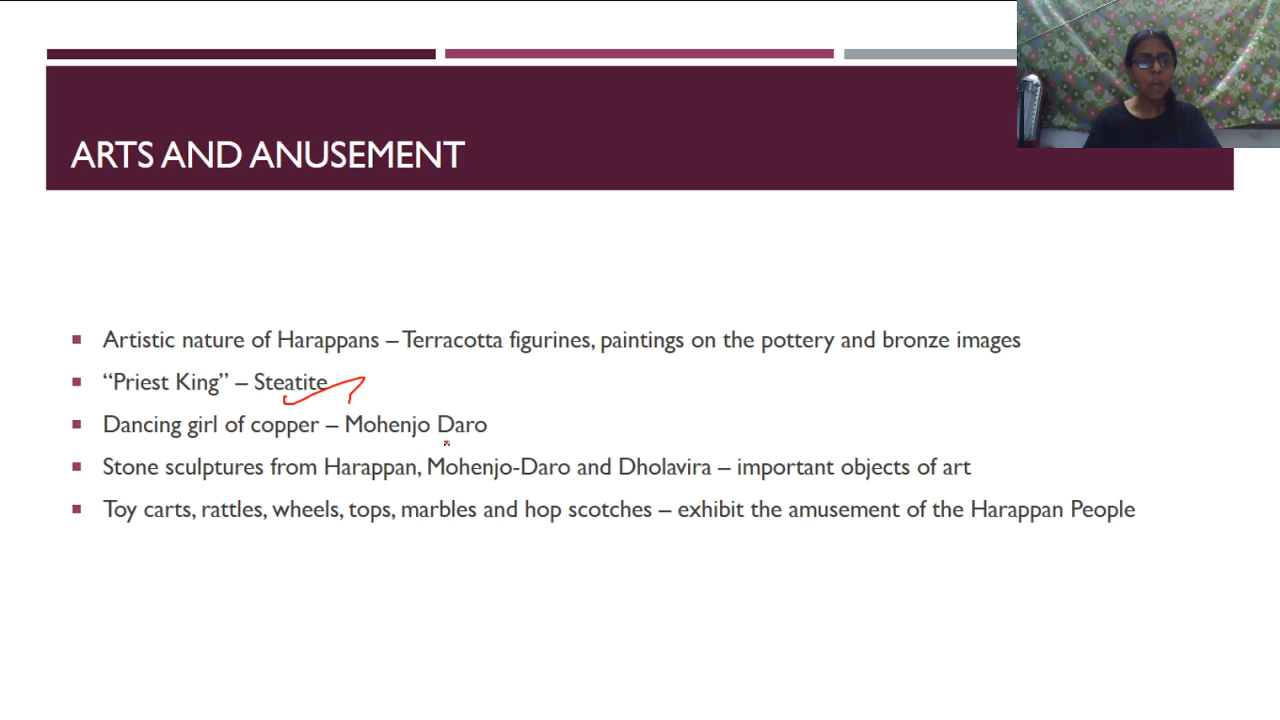 ARTS AND ANUSEMENT
Artistic nature of Harappans – Terracotta figurines, paintings on the pottery and bronze images
“Priest King” – Steatite
Dancing girl of copper – Mohenjo Daro
Stone sculptures from Harappan, Mohenjo-Daro and Dholavira – important objects of art
Toy carts, rattles, wheels, tops, marbles and hop scotches – exhibit the amusement of the Harappan People